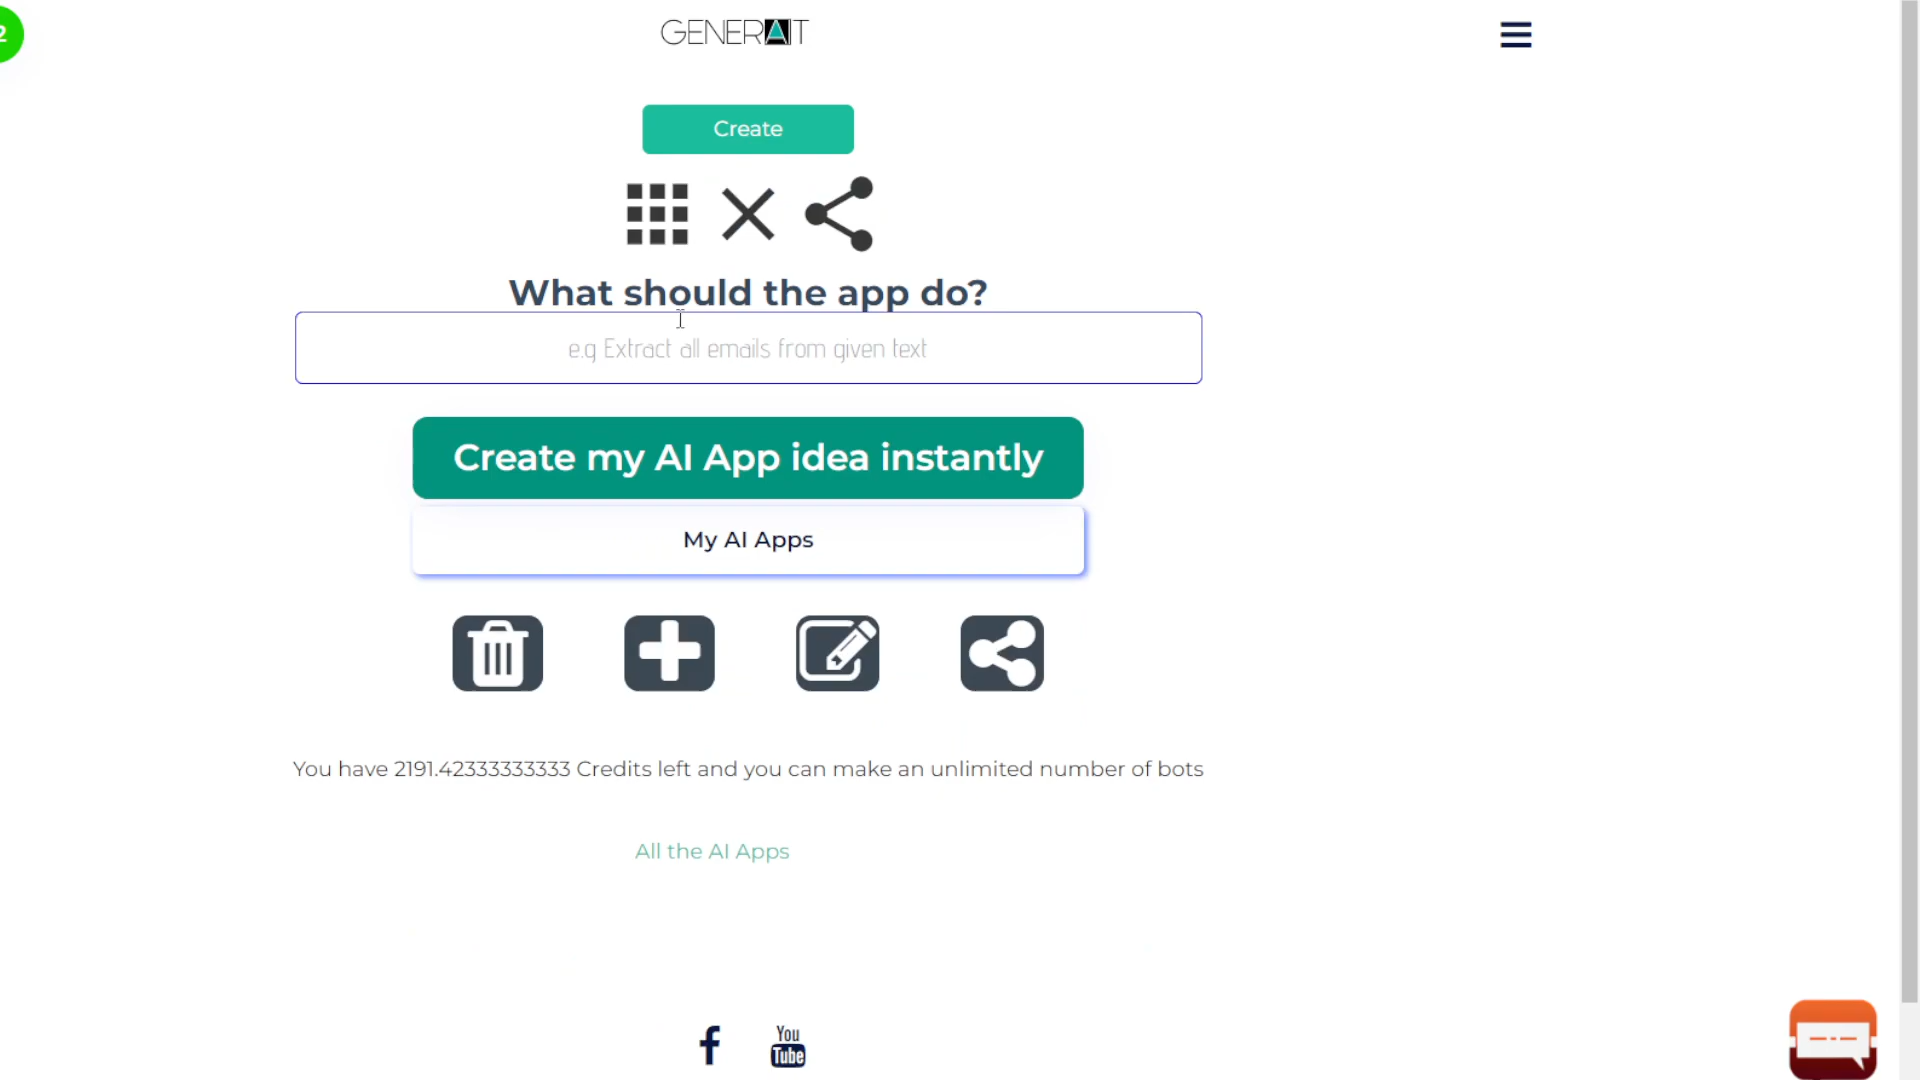 2
GENERAIT
Create
What should the app do?
e.g Extract all emails from given text
Create my AI App idea instantly
My AI Apps
You have 2191.42333333333 Credits left and you can make an unlimited number of bots
All the AI Apps
You
Tube